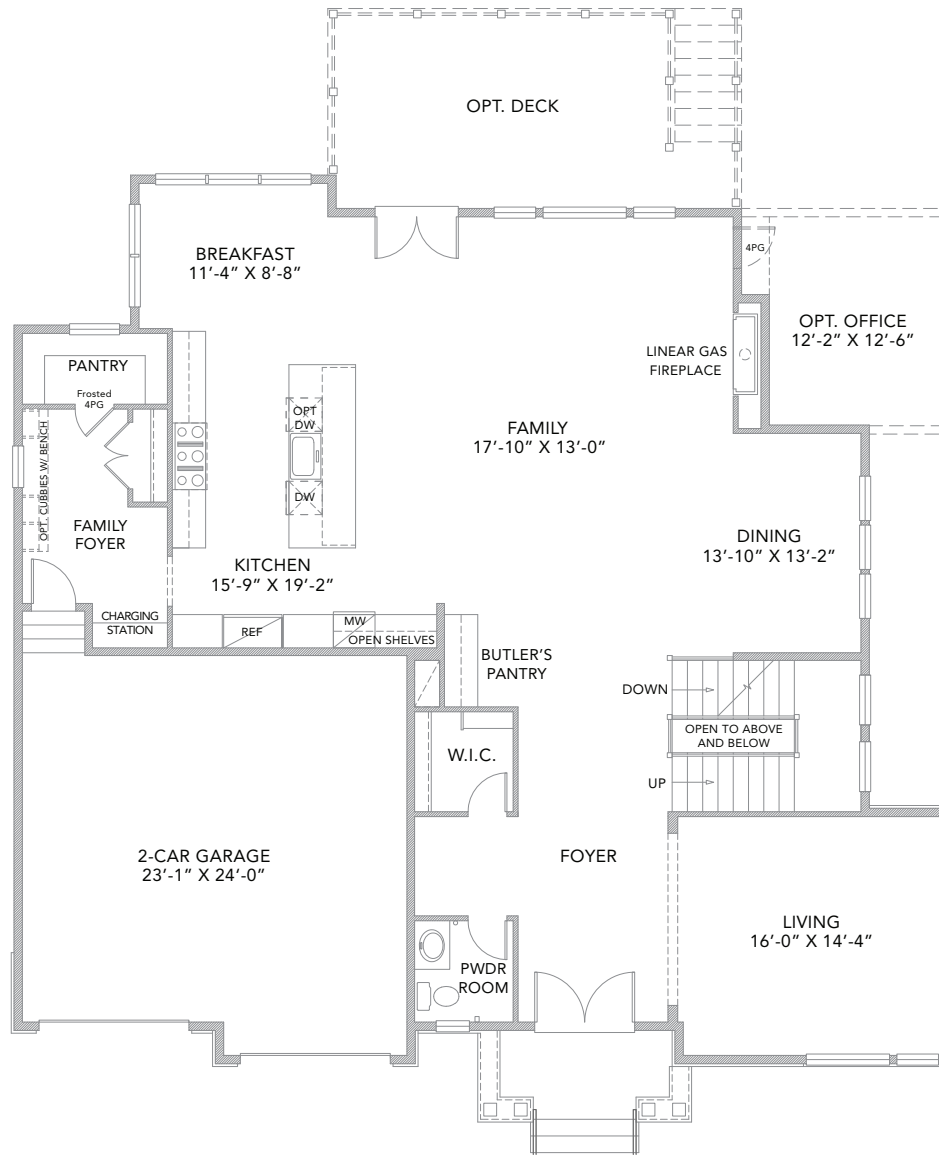 OPT. DECK
BREAKFAST
11’-4” X 8’-8”
4PG
OPT. OFFICE
12’-2” X 12’-6”
LINEAR GAS
FIREPLACE
PANTRY
Frosted
4PG
OPT
DW
FAMILY
17’-10” X 13’-0”
OPT. CUBBIES W/ BENCH
DW
FAMILY
FOYER
DINING
13’-10” X 13’-2”
KITCHEN
15’-9” X 19’-2”
CHARGING
STATION
REF
MW
OPEN SHELVES
BUTLER’S
PANTRY
DOWN
OPEN TO ABOVE
AND BELOW
W.I.C.
UP
2-CAR GARAGE
23’-1” X 24’-0”
FOYER
LIVING
16’-0” X 14’-4”
PWDR
ROOM